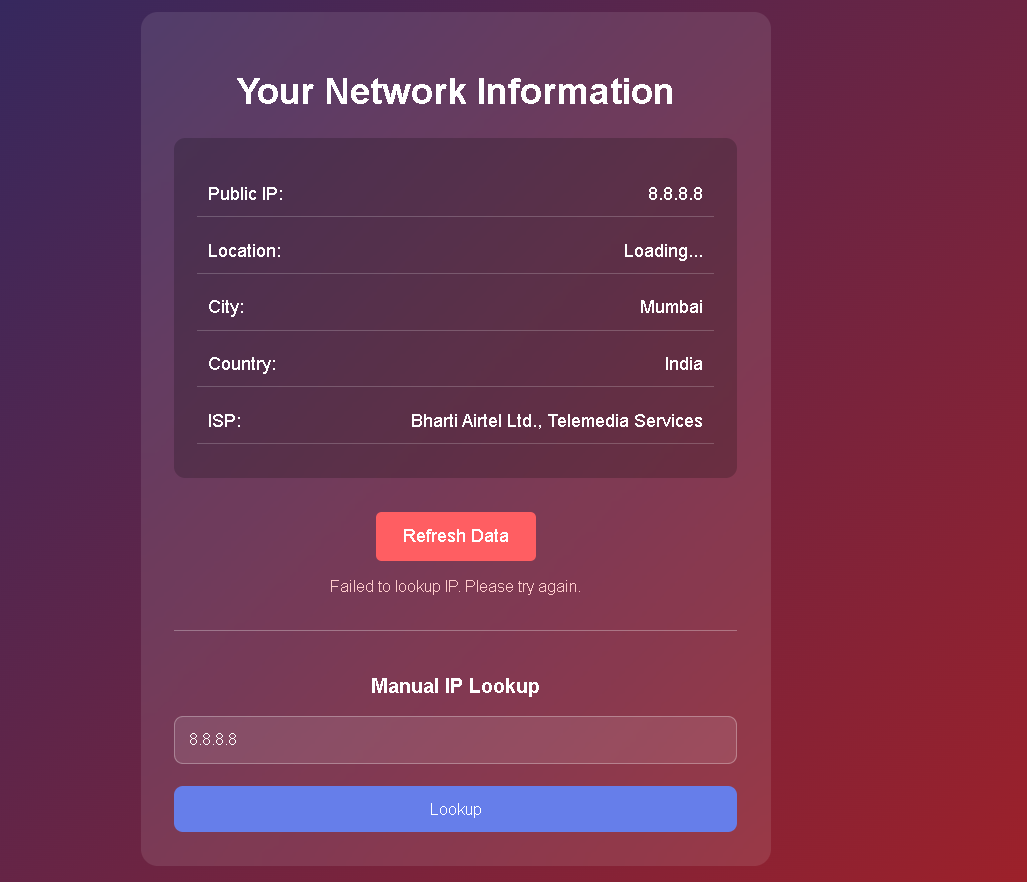 Your Network Information
Public IP: 8.8.8.8
Location: Loading...
City: Mumbai
Country: India
ISP: Bharti Airtel Ltd., Telemedia Services
Refresh Data
Failed to lookup IP. Please try again.
Manual IP Lookup
8.8.8.8
Lookup